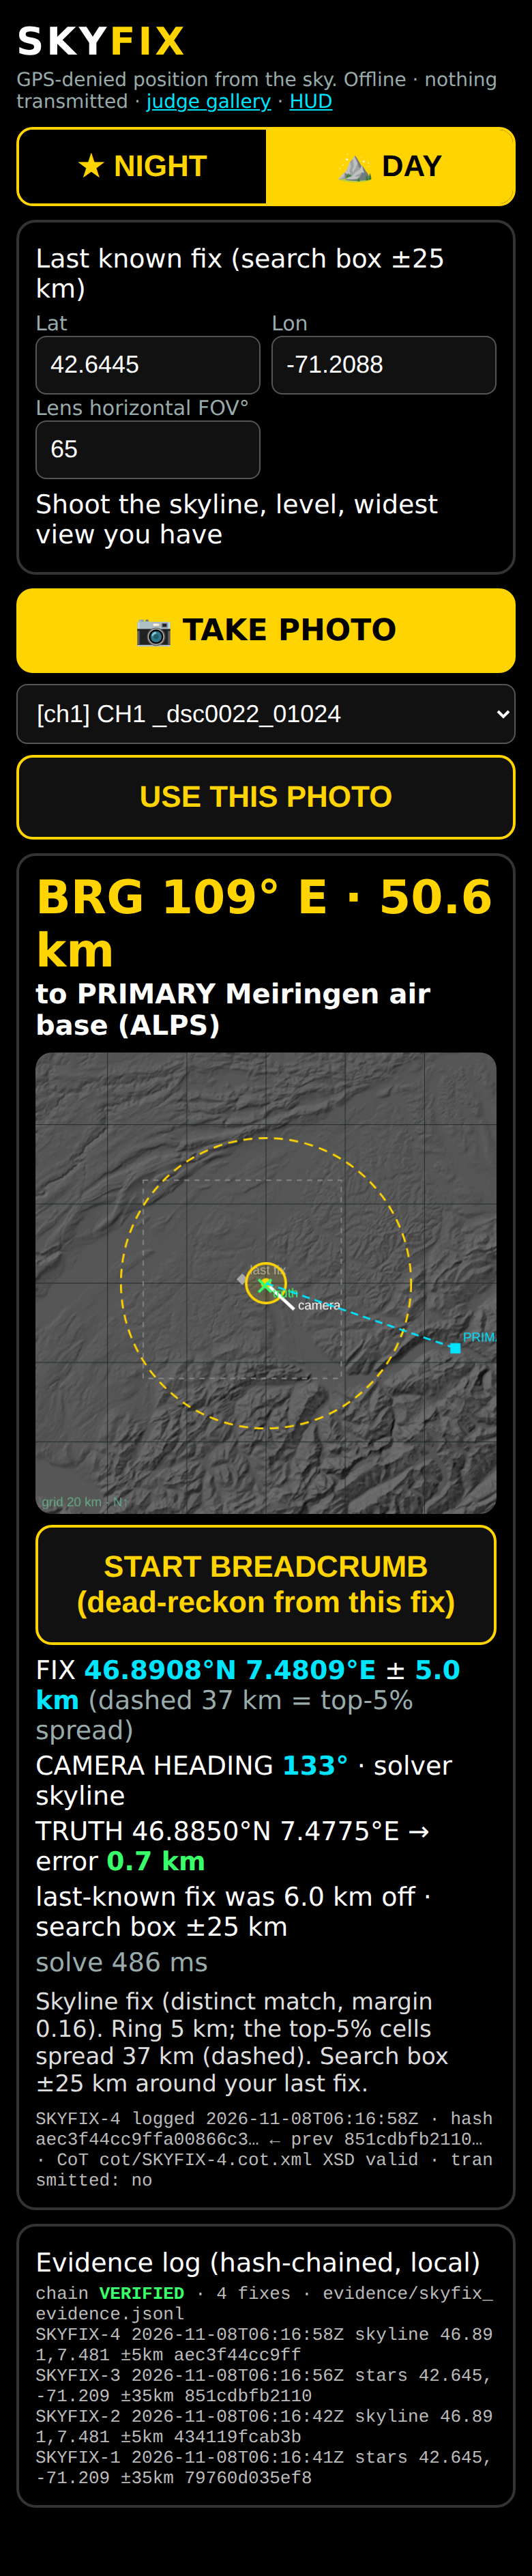 SKYFIX
GPS-denied position from the sky. Offline · nothing
transmitted · judge gallery · HUD
★ NIGHT
⛰️ DAY
Last known fix (search box ±25
km)
Lat
Lon
42.6445
-71.2088
Lens horizontal FOV°
65
Shoot the skyline, level, widest
view you have
📷 TAKE PHOTO
[ch1] CH1 _dsc0022_01024
USE THIS PHOTO
BRG 109° E · 50.6
km
to PRIMARY Meiringen air
base (ALPS)
last fix
truth
camera
PRIM
grid 20 km · N↑
START BREADCRUMB
(dead-reckon from this fix)
FIX 46.8908°N 7.4809°E ± 5.0
km (dashed 37 km = top-5%
spread)
CAMERA HEADING 133° · solver
skyline
TRUTH 46.8850°N 7.4775°E →
error 0.7 km
last-known fix was 6.0 km off ·
search box ±25 km
solve 486 ms
Skyline fix (distinct match, margin
0.16). Ring 5 km; the top-5% cells
spread 37 km (dashed). Search box
±25 km around your last fix.
SKYFIX-4 logged 2026-11-08T06:16:58Z · hash
aec3f44cc9ffa00866c3… ← prev 851cdbfb2110…
· CoT cot/SKYFIX-4.cot.xml XSD valid · tran
smitted: no
Evidence log (hash-chained, local)
chain VERIFIED · 4 fixes · evidence/skyfix_
evidence.jsonl
SKYFIX-4 2026-11-08T06:16:58Z skyline 46.89
1,7.481 ±5km aec3f44cc9ff
SKYFIX-3 2026-11-08T06:16:56Z stars 42.645,
-71.209 ±35km 851cdbfb2110
SKYFIX-2 2026-11-08T06:16:42Z skyline 46.89
1,7.481 ±5km 434119fcab3b
SKYFIX-1 2026-11-08T06:16:41Z stars 42.645,
-71.209 ±35km 79760d035ef8